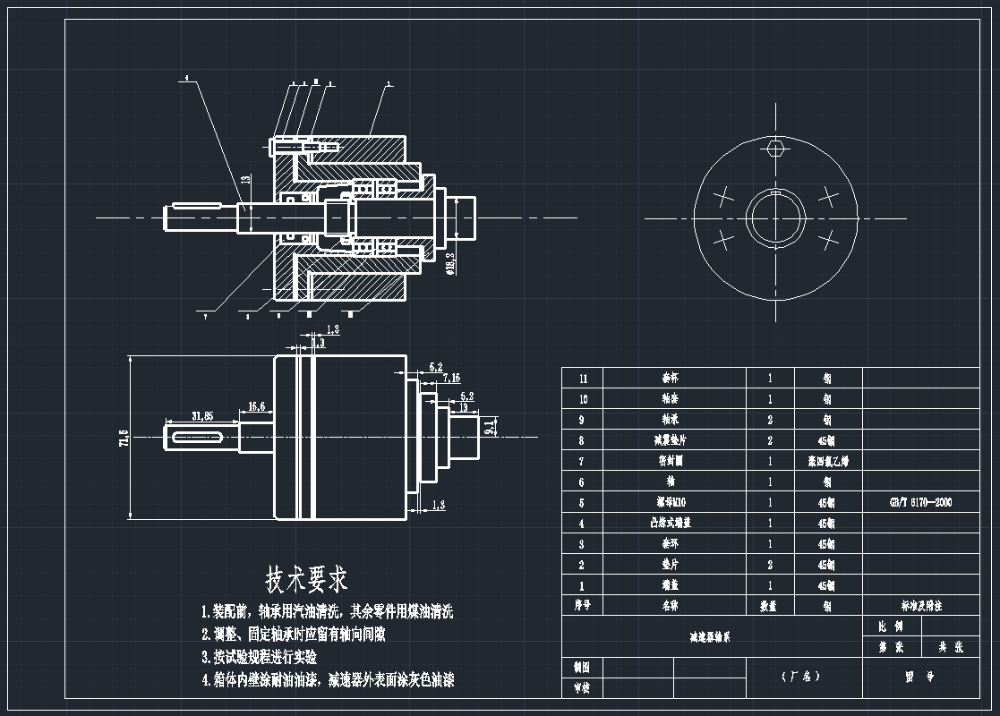 4
13
Φ18,2
7
1,3
1,3
5,2
7,15
5,2
13
15,6
31,85
71,5
9,1
1,3
技术要求
1.装配前，轴承用汽油清洗，其余零件用煤油清洗
2.调整、固定轴承时应留有轴向间隙
3.按试验规程进行实验
4.箱体内壁涂耐油油漆，减速器外表面涂灰色油漆
11 套杯 1 钢
10 轴套 1 钢
9 轴承 2 钢
8 减震垫片 2 45钢
7 密封圈 1 聚四氟乙烯
6 轴 1 钢
5 螺母M10 1 45钢 GB/T 6170—2000
4 凸缘式端盖 1 45钢
3 套环 1 45钢
2 垫片 2 45钢
1 端盖 1 45钢
序号 名称 数量 钢 标准及附注
减速器轴系 比 例
第 张 共 张
制图 （厂名） 图 号
审核